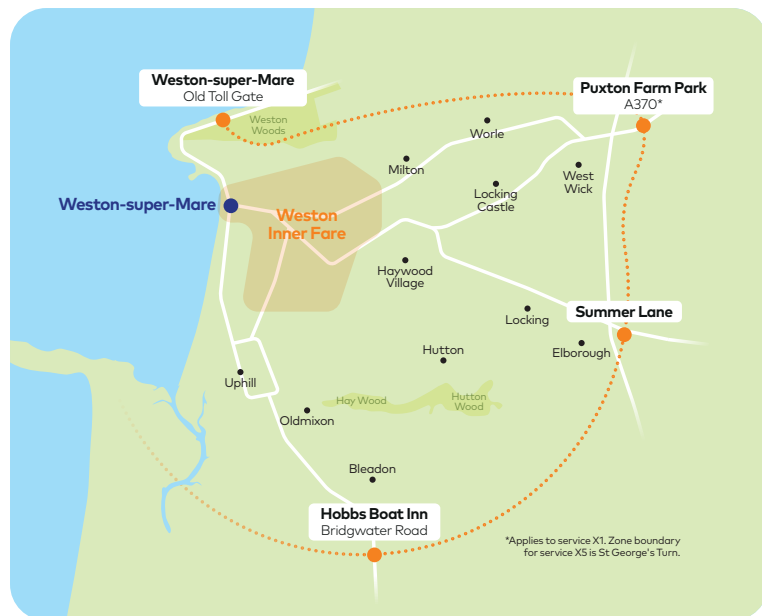 Weston-super-Mare
Old Toll Gate
Puxton Farm Park
A370*
Weston
Woods
Worle
Milton
West
Wick
Locking
Castle
Weston-super-Mare
Weston
Inner Fare
Haywood
Village
Summer Lane
Locking
Elborough
Hutton
Uphill
Hay Wood
Hutton
Wood
Oldmixon
Bleadon
Hobbs Boat Inn
Bridgwater Road
*Applies to service X1. Zone boundary
for service X5 is St George's Turn.